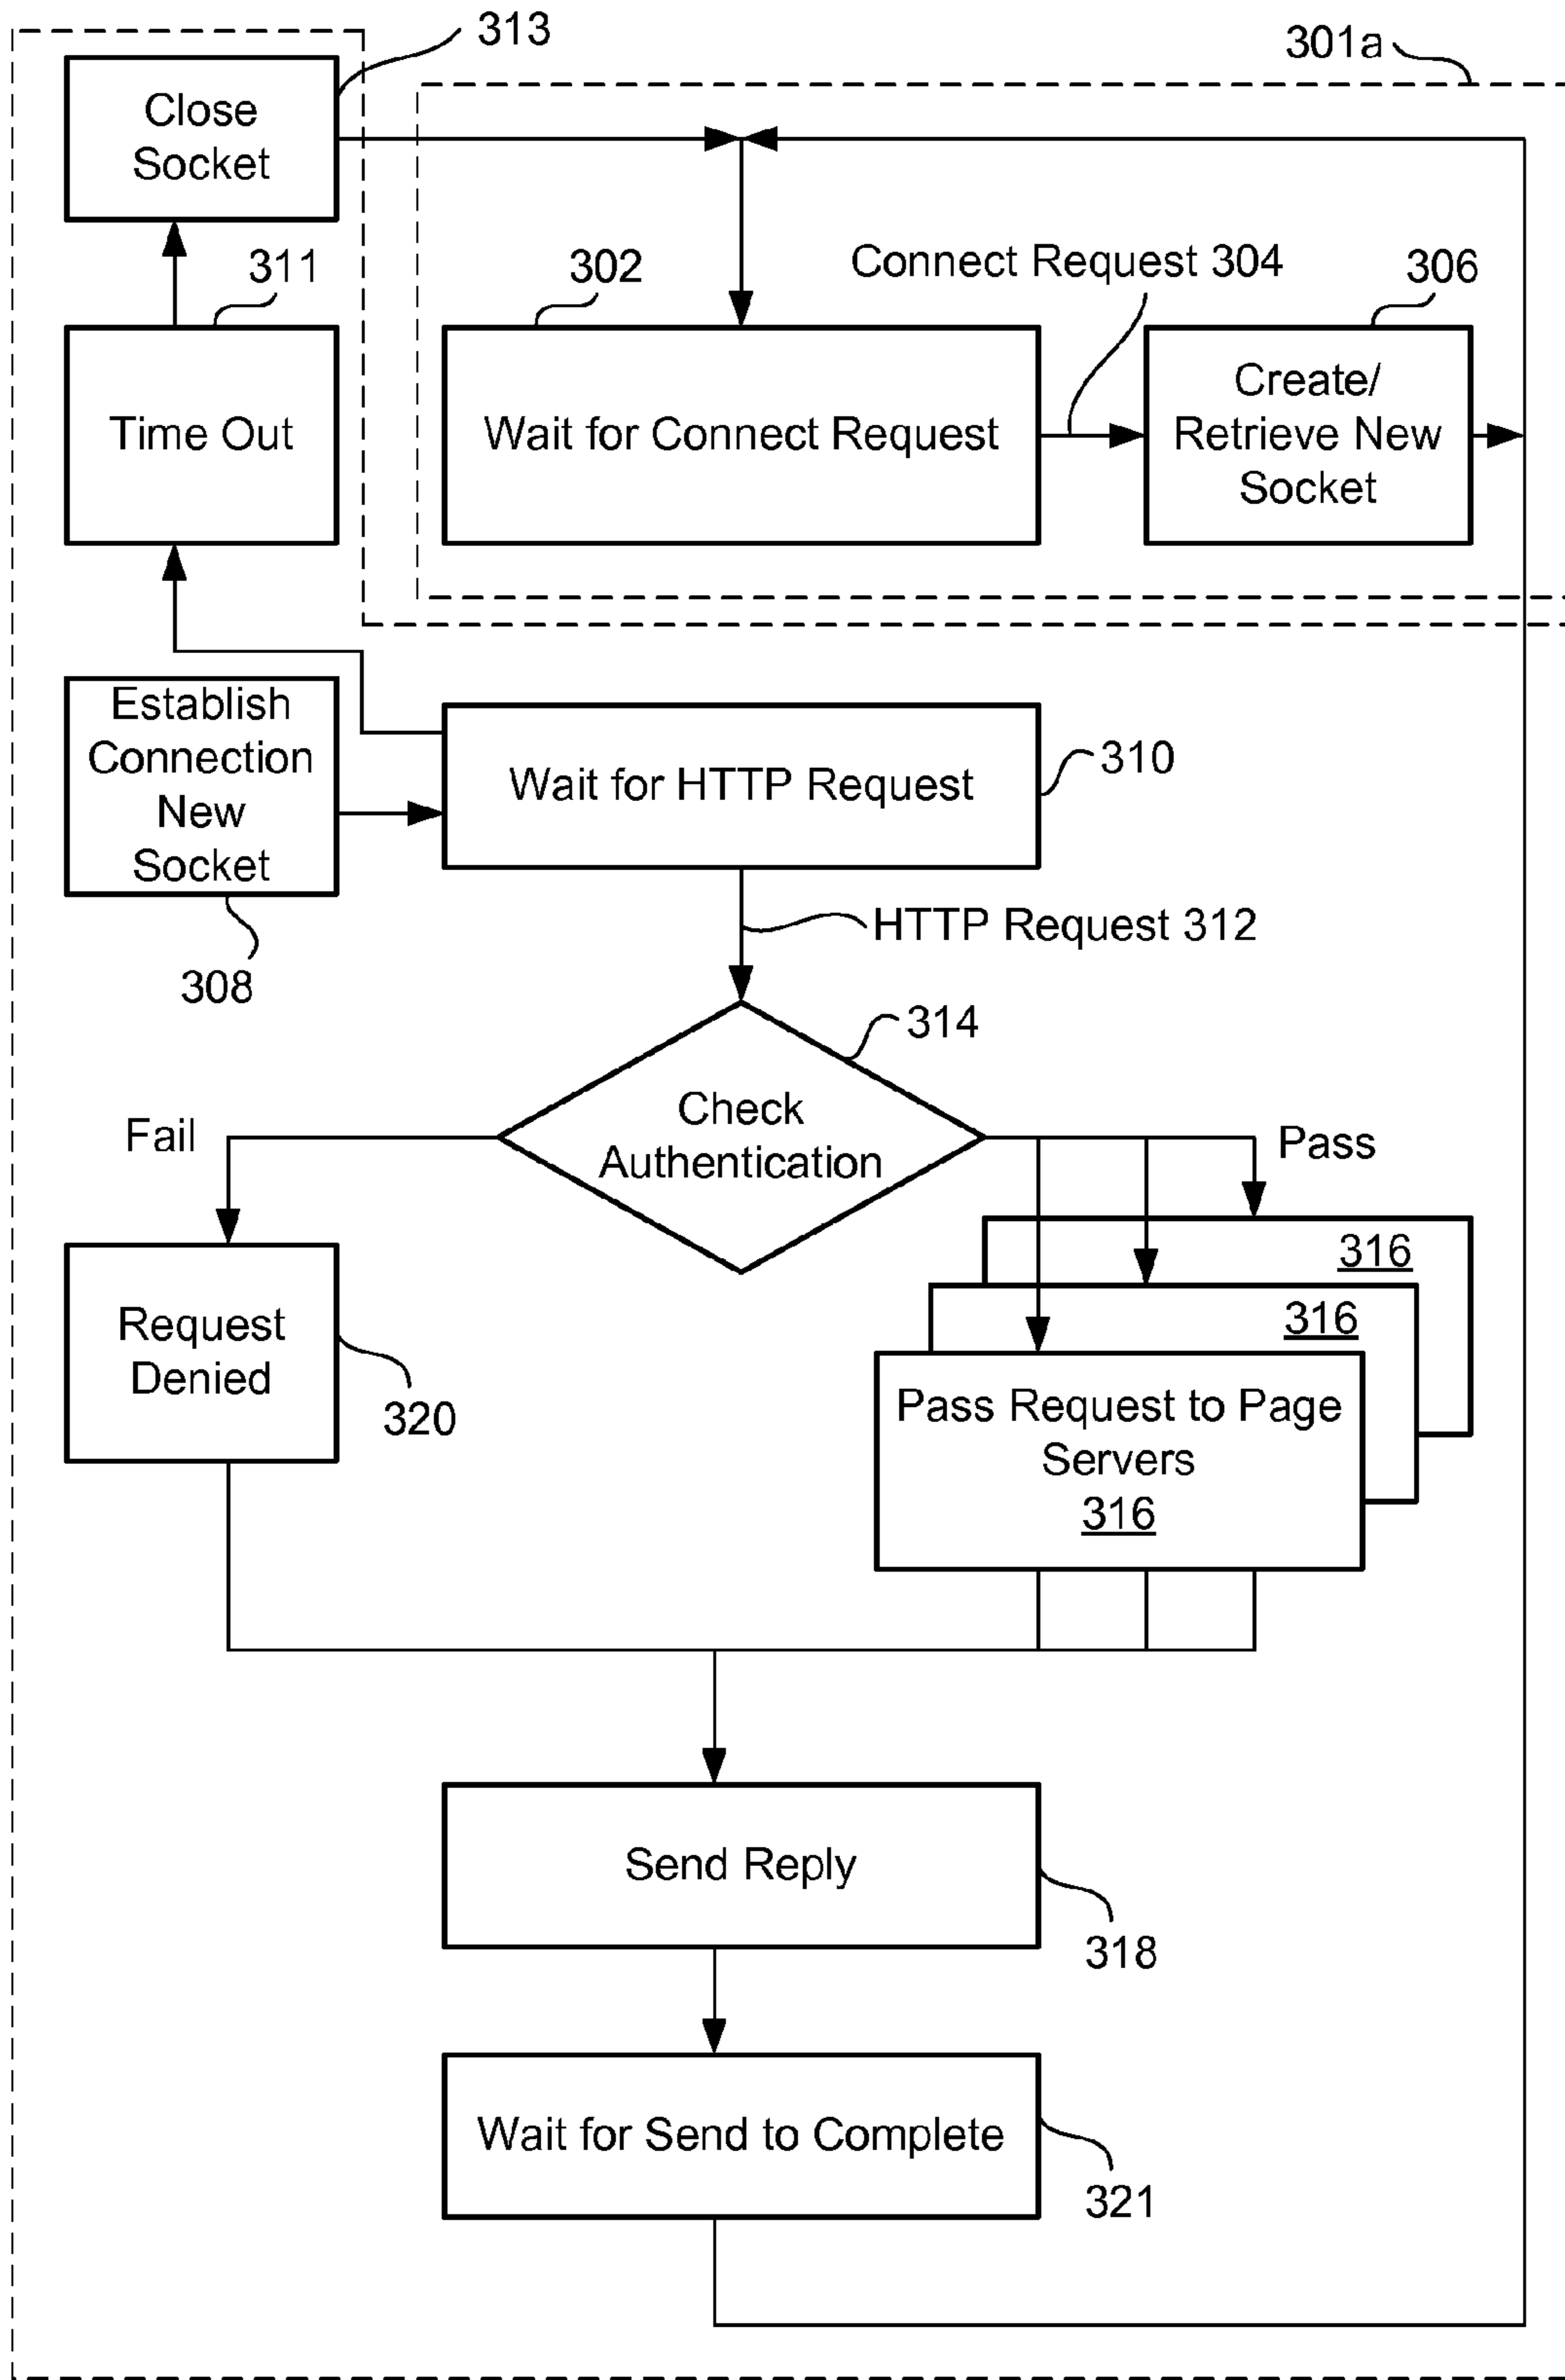 313
301a
Close
Socket
311
302
Connect Request 304
306
Time Out
Wait for Connect Request
Create/
Retrieve New
Socket
Establish
Connection
New
Socket
308
Wait for HTTP Request
310
HTTP Request 312
314
Check
Authentication
Fail
Pass
316
316
Request
Denied
320
Pass Request to Page
Servers
316
Send Reply
318
Wait for Send to Complete
321